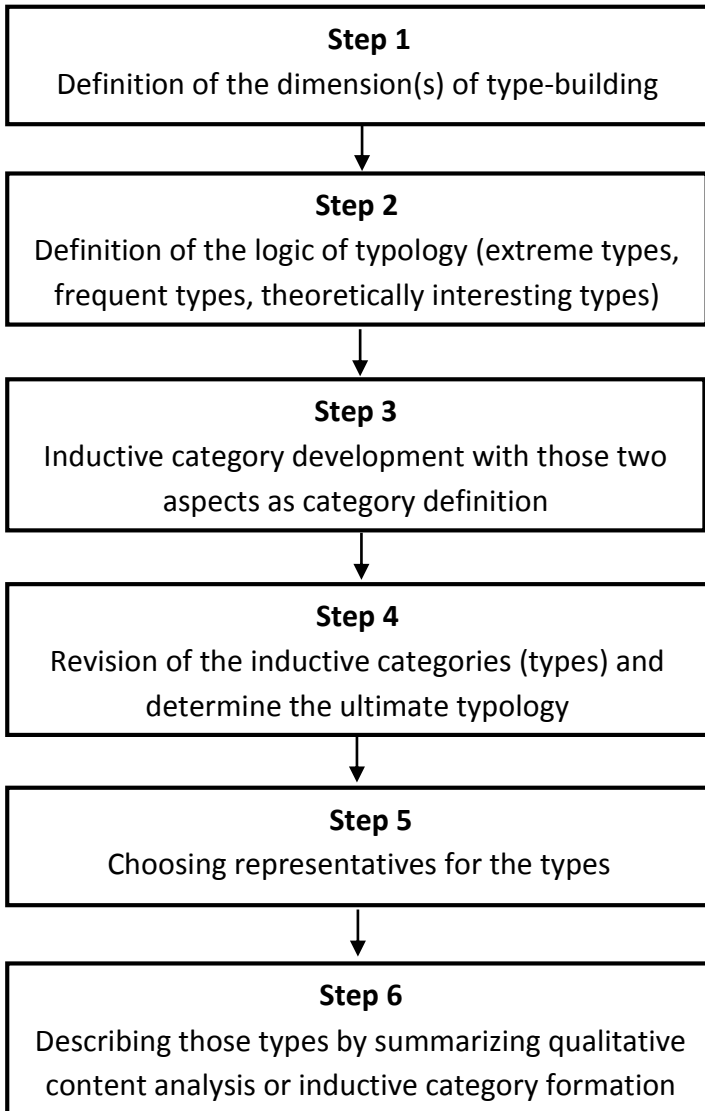 Step 1
Definition of the dimension(s) of type-building
Step 2
Definition of the logic of typology (extreme types,
frequent types, theoretically interesting types)
Step 3
Inductive category development with those two
aspects as category definition
Step 4
Revision of the inductive categories (types) and
determine the ultimate typology
Step 5
Choosing representatives for the types
Step 6
Describing those types by summarizing qualitative
content analysis or inductive category formation